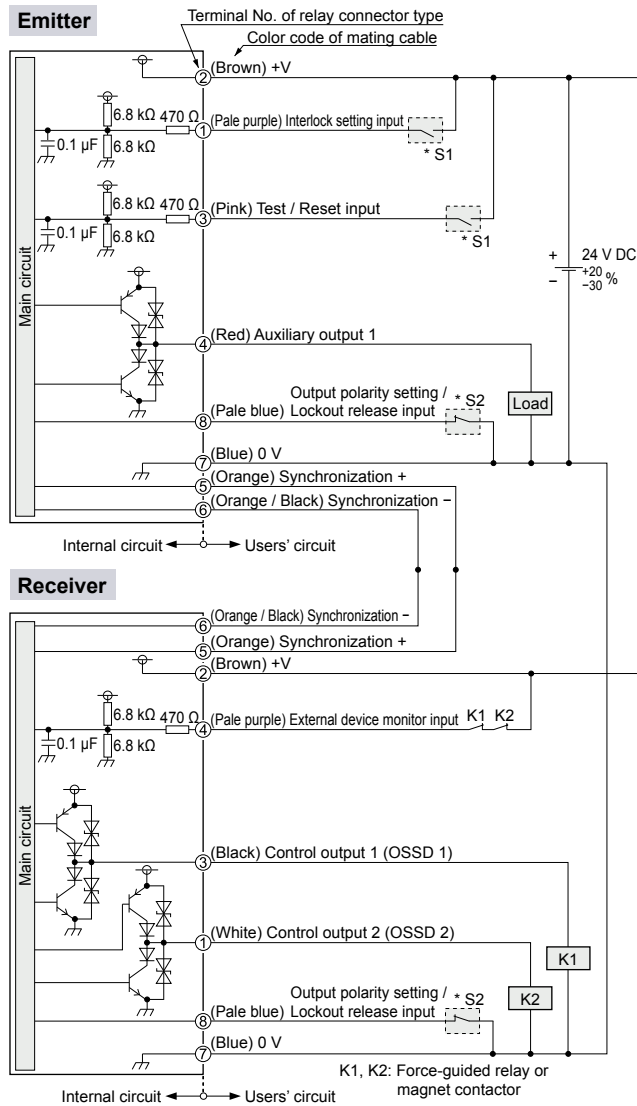 Emitter
Terminal No. of relay connector type
Color code of mating cable
2 (Brown) +V
6.8 kΩ 470 Ω 1 (Pale purple) Interlock setting input
0.1 µF 6.8 kΩ
* S1
6.8 kΩ 470 Ω 3 (Pink) Test / Reset input
0.1 µF 6.8 kΩ
* S1
+ 24 V DC
− +20
−30 %
Main circuit
4 (Red) Auxiliary output 1
Load
Output polarity setting / * S2
8 (Pale blue) Lockout release input
7 (Blue) 0 V
5 (Orange) Synchronization +
6 (Orange / Black) Synchronization −
Internal circuit Users' circuit
Receiver
6 (Orange / Black) Synchronization −
5 (Orange) Synchronization +
2 (Brown) +V
6.8 kΩ 470 Ω 4 (Pale purple) External device monitor input K1 K2
0.1 µF 6.8 kΩ
Main circuit
3 (Black) Control output 1 (OSSD 1)
1 (White) Control output 2 (OSSD 2)
K1
K2
Output polarity setting / * S2
8 (Pale blue) Lockout release input
7 (Blue) 0 V
K1, K2: Force-guided relay or
magnet contactor
Internal circuit Users' circuit